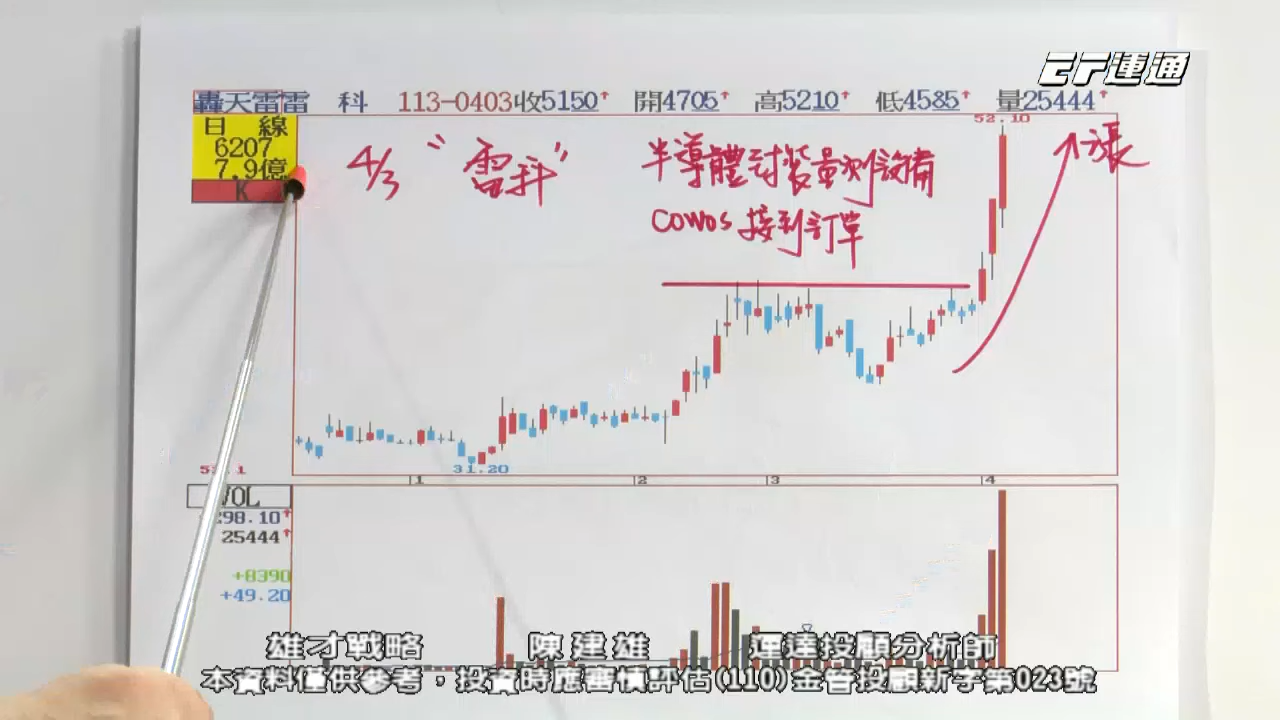 EF運通
轟天雷雷 科 113-0403收5150↑ 開4705↑ 高5210↑ 低4585↑ 量25444↑
日 線
6207
7.9億
K
52.10
4/3 "雷科" 半導體封裝量測設備
COWOS 接到訂單
漲
31.20
1 2 3 4
VOL
298.10↑
25444↑
+8390
+49.20
雄才戰略 陳建雄 運達投顧分析師
本資料僅供參考，投資時應審慎評估(110)金管投顧新字第023號